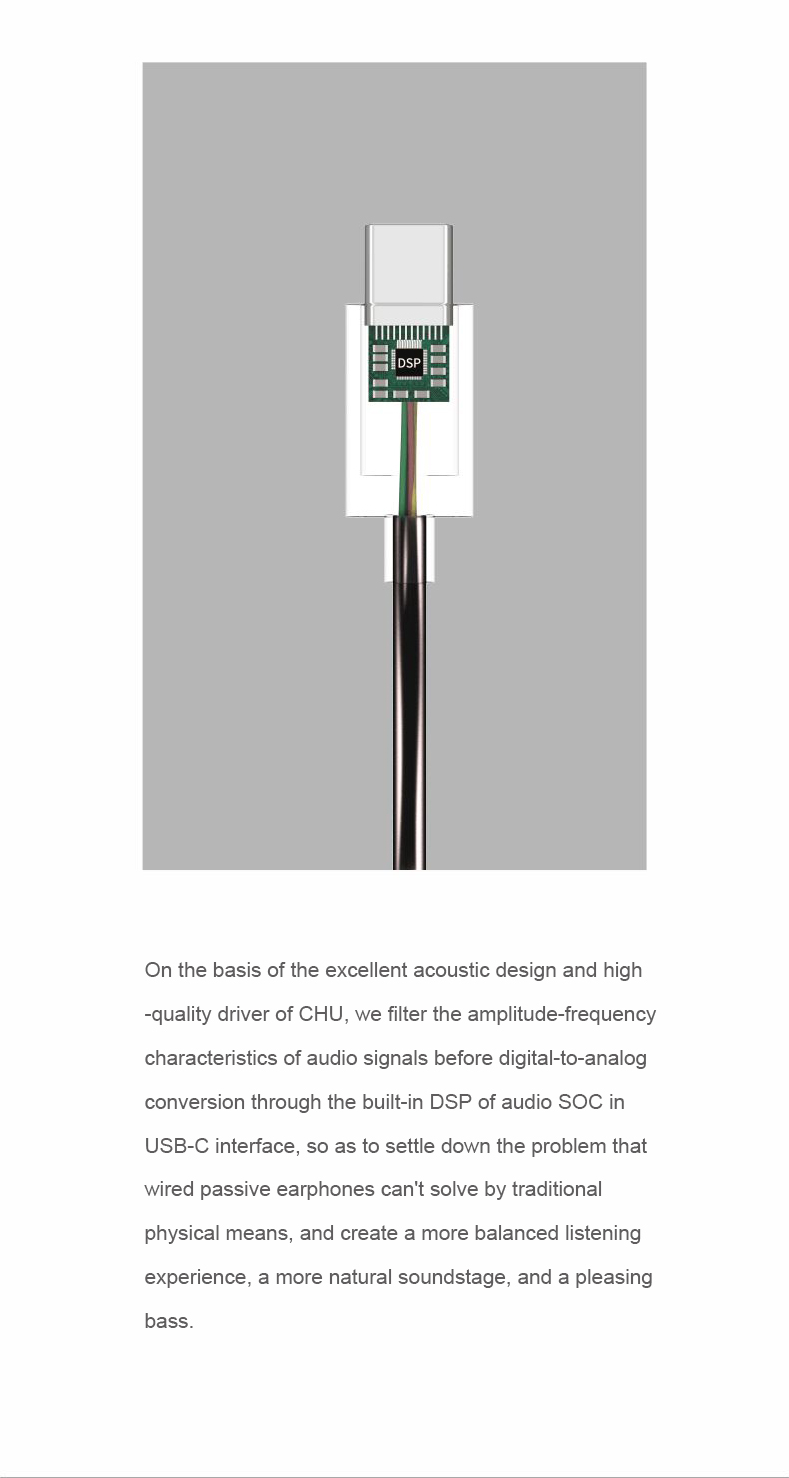 DSP
On the basis of the excellent acoustic design and high
-quality driver of CHU, we filter the amplitude-frequency
characteristics of audio signals before digital-to-analog
conversion through the built-in DSP of audio SOC in
USB-C interface, so as to settle down the problem that
wired passive earphones can't solve by traditional
physical means, and create a more balanced listening
experience, a more natural soundstage, and a pleasing
bass.